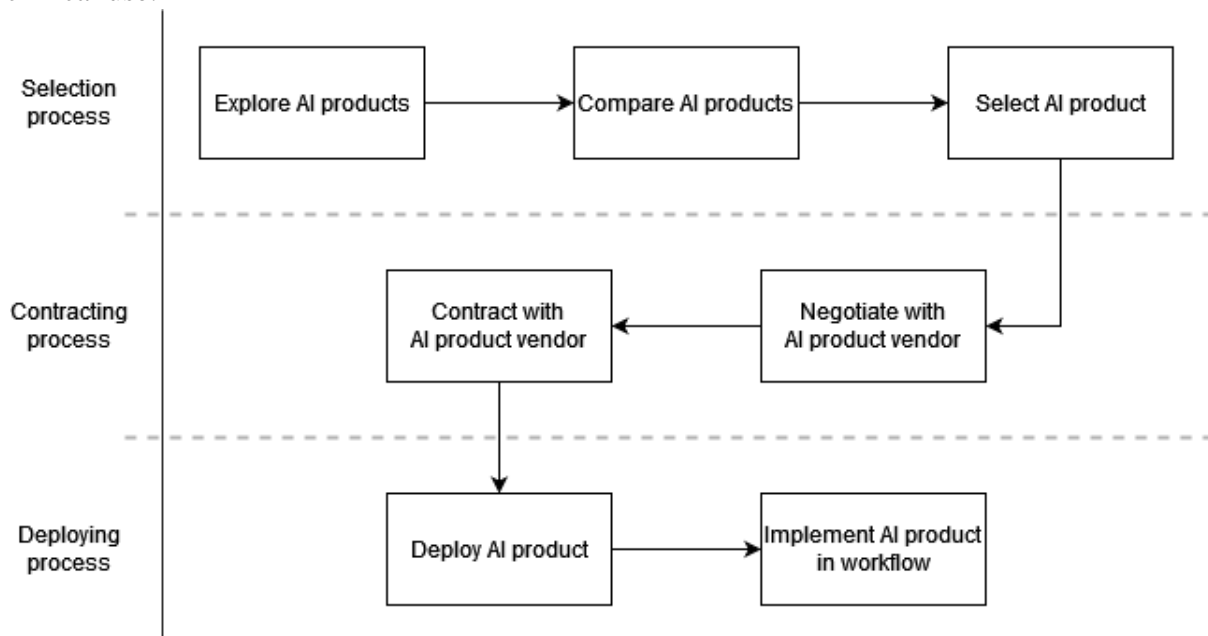 Selection
process
Explore AI products
Compare AI products
Select AI product
Contracting
process
Contract with
AI product vendor
Negotiate with
AI product vendor
Deploying
process
Deploy AI product
Implement AI product
in workflow